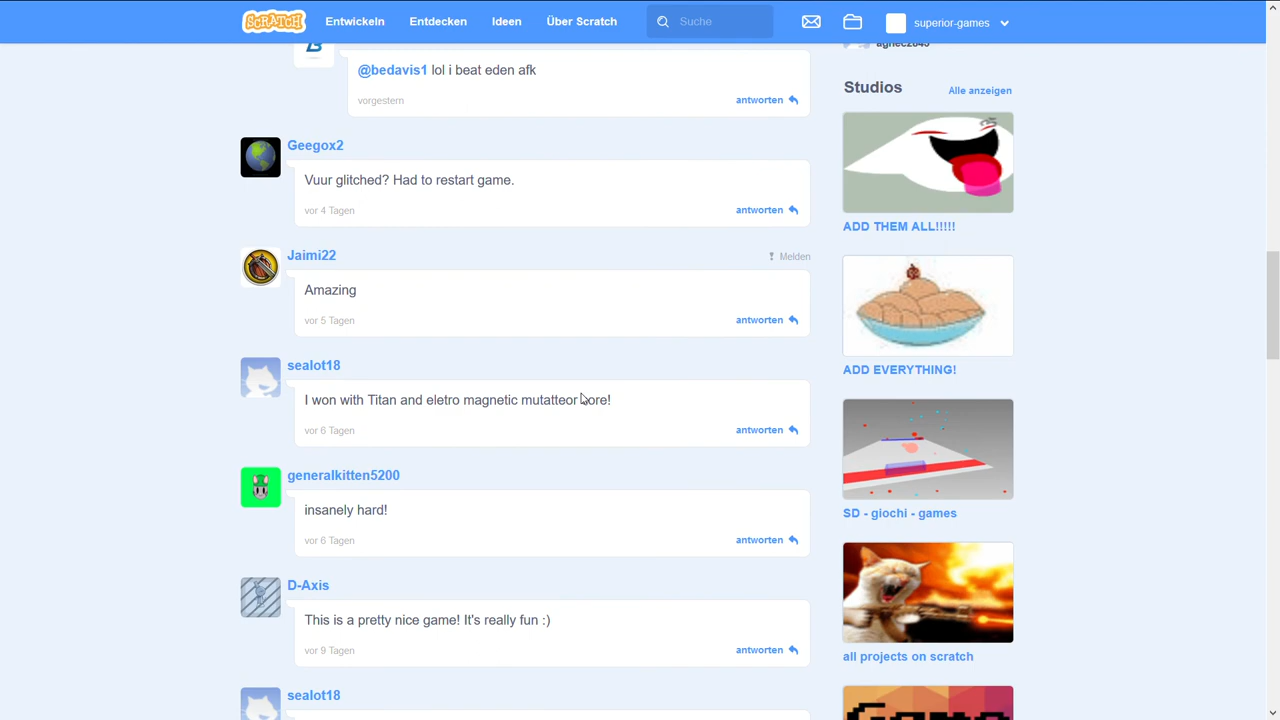 SCRATCH Entwickeln Entdecken Ideen Über Scratch Suche superior-games
@bedavis1 lol i beat eden afk
vorgestern antworten
Geegox2
Vuur glitched? Had to restart game.
vor 4 Tagen antworten
Jaimi22 Melden
Amazing
vor 5 Tagen antworten
sealot18
I won with Titan and eletro magnetic mutatteor core!
vor 6 Tagen antworten
generalkitten5200
insanely hard!
vor 6 Tagen antworten
D-Axis
This is a pretty nice game! It's really fun :)
vor 9 Tagen antworten
sealot18
Studios Alle anzeigen
ADD THEM ALL!!!!!
ADD EVERYTHING!
SD - giochi - games
all projects on scratch
Game